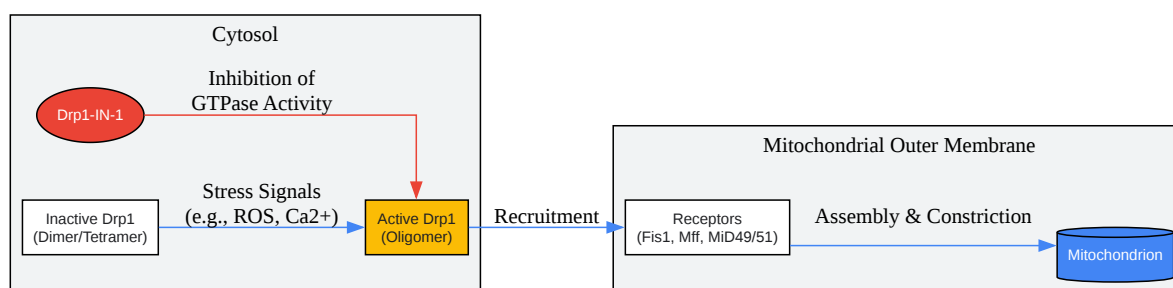 Cytosol
Inhibition of
GTPase Activity
Drp1-IN-1
Stress Signals
(e.g., ROS, Ca2+)
Inactive Drp1
(Dimer/Tetramer)
Active Drp1
(Oligomer)
Recruitment
Mitochondrial Outer Membrane
Receptors
(Fis1, Mff, MiD49/51)
Assembly & Constriction
Mitochondrion